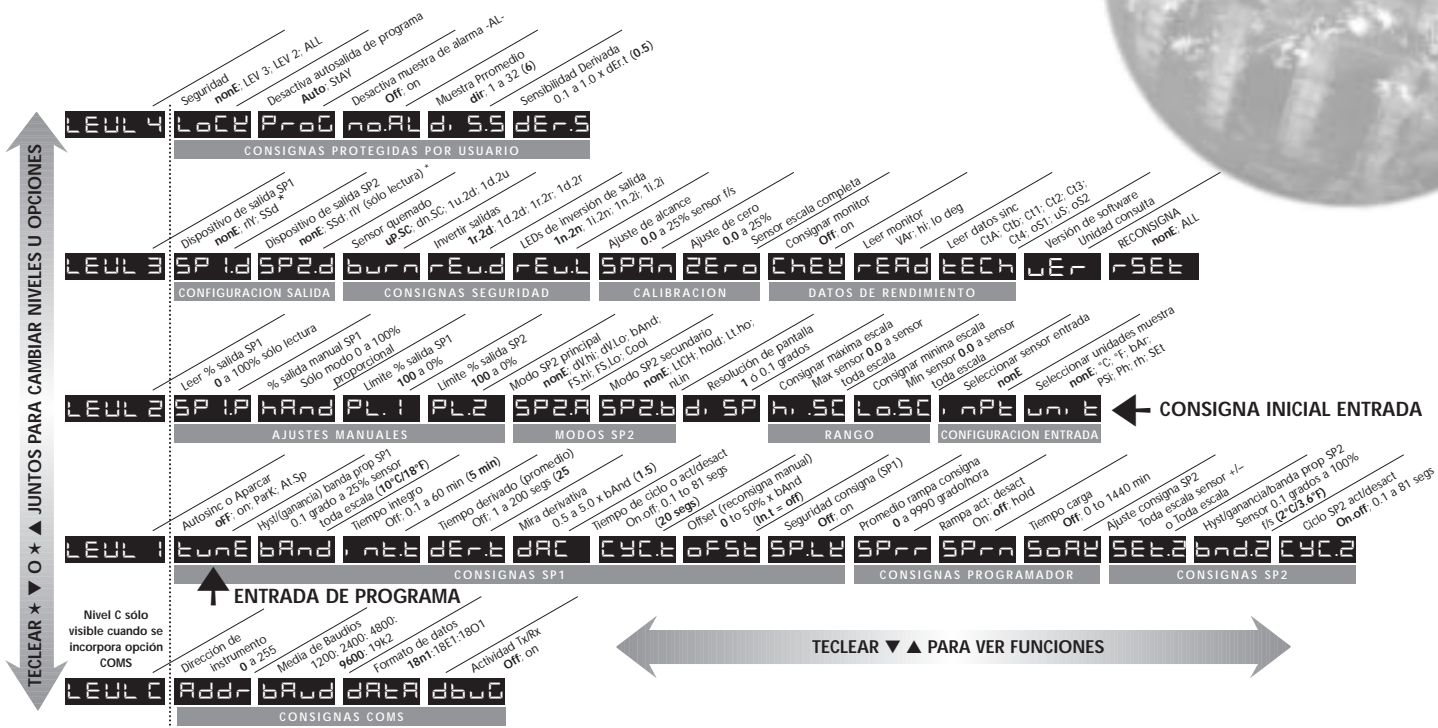 Seguridad
nonE; LEV 3; LEV 2; ALL
Desactiva autosalida de programa
Auto; StAY
Desactiva muestra de alarma -AL-
Off; on
Muestra Prromedio
dir; 1 a 32 (6)
Sensibilidad Derivada
0.1 a 1.0 x dEr.t (0.5)
LEVL 4 LoCK ProG no.AL di S.S dEr.S
CONSIGNAS PROTEGIDAS POR USUARIO
Dispositivo de salida SP1
nonE; rlY; SSd *
Dispositivo de salida SP2
nonE; SSd; rlY (sólo lectura) *
Sensor quemado
uP.SC; dn.SC; 1u.2d; 1d.2u
Invertir salidas
1r.2d; 1d.2d; 1r.2r; 1d.2r
LEDs de inversión de salida
1n.2n; 1i.2n; 1n.2i; 1i.2i
Ajuste de alcance
0.0 a 25% sensor f/s
Ajuste de cero
0.0 a 25%
Sensor escala completa
Consignar monitor
Off; on
Leer monitor
VAr; hi; lo deg
Leer datos sinc
CtA; Ctb; Ct1; Ct2; Ct3;
Ct4; oS1; uS; oS2
Versión de software
Unidad consulta
RECONSIGNA
nonE; ALL
LEVL 3 SP1.d SP2.d burn rEv.d rEv.L SPAn ZEro ChEK rEAd tECh vEr rSEt
CONFIGURACION SALIDA CONSIGNAS SEGURIDAD CALIBRACION DATOS DE RENDIMIENTO
Leer % salida SP1
0 a 100% sólo lectura
% salida manual SP1
Sólo modo 0 a 100%
proporcional
Limite % salida SP1
100 a 0%
Limite % salida SP2
100 a 0%
Modo SP2 principal
nonE; dV.hi; dV.Lo; bAnd;
FS.hi; FS.Lo; Cool
Modo SP2 secundario
nonE; LtCH; hold; Lt.ho;
nLin
Resolución de pantalla
1 ó 0.1 grados
Consignar máxima escala
Max sensor 0.0 a sensor
toda escala
Consignar minima escala
Min sensor 0.0 a sensor
toda escala
Seleccionar sensor entrada
nonE
Seleccionar unidades muestra
nonE; °C; °F; bAr;
PSi; Ph; rh; SEt
LEVL 2 SP1.P hAnd PL.1 PL.2 SP2.A SP2.b di SP hi.SC Lo.SC inPt unit
CONSIGNA INICIAL ENTRADA
AJUSTES MANUALES MODOS SP2 RANGO CONFIGURACION ENTRADA
Autosinc o Aparcar
off; on; ParK; At.Sp
Hyst/(ganancia) banda prop SP1
0.1 grado a 25% sensor
toda escala (10°C/18°F)
Tiempo integro
Off; 0.1 a 60 min (5 min)
Tiempo derivado (promedio)
Off; 1 a 200 segs (25
Mira derivativa
0.5 a 5.0 x bAnd (1.5)
Tiempo de ciclo o act/desact
On.off; 0.1 to 81 segs
(20 segs)
Offset (reconsigna manual)
0 to 50% x bAnd
(In.t = off)
Seguridad consigna (SP1)
Off; on
Promedio rampa consigna
0 a 9990 grado/hora
Rampa act; desact
On; off; hold
Tiempo carga
Off; 0 to 1440 min
Ajuste consigna SP2
Toda escala sensor +/–
o Toda escala
Hyst/ganancia/banda prop SP2
Sensor 0.1 grados a 100%
f/s (2°C/3.6°F)
Ciclo SP2 act/desact
On.off; 0.1 a 81 segs
LEVL 1 tunE bAnd int.t dEr.t dAC CYC.t oFSt SP.LK SPrr SPrn SoAK SEt.2 bnd.2 CYC.2
CONSIGNAS SP1 CONSIGNAS PROGRAMADOR CONSIGNAS SP2
ENTRADA DE PROGRAMA
Nivel C sólo
visible cuando se
incorpora opción
COMS
Dirección de
instrumento
0 a 255
Media de Baudios
1200: 2400: 4800:
9600: 19k2
Formato de datos
18n1:18E1:18O1
Actividad Tx/Rx
Off: on
TECLEAR ▼ ▲ PARA VER FUNCIONES
LEVL C Addr bAud dAtA dbuG
CONSIGNAS COMS
TECLEAR ★ ▼ O ★ ▲ JUNTOS PARA CAMBIAR NIVELES U OPCIONES